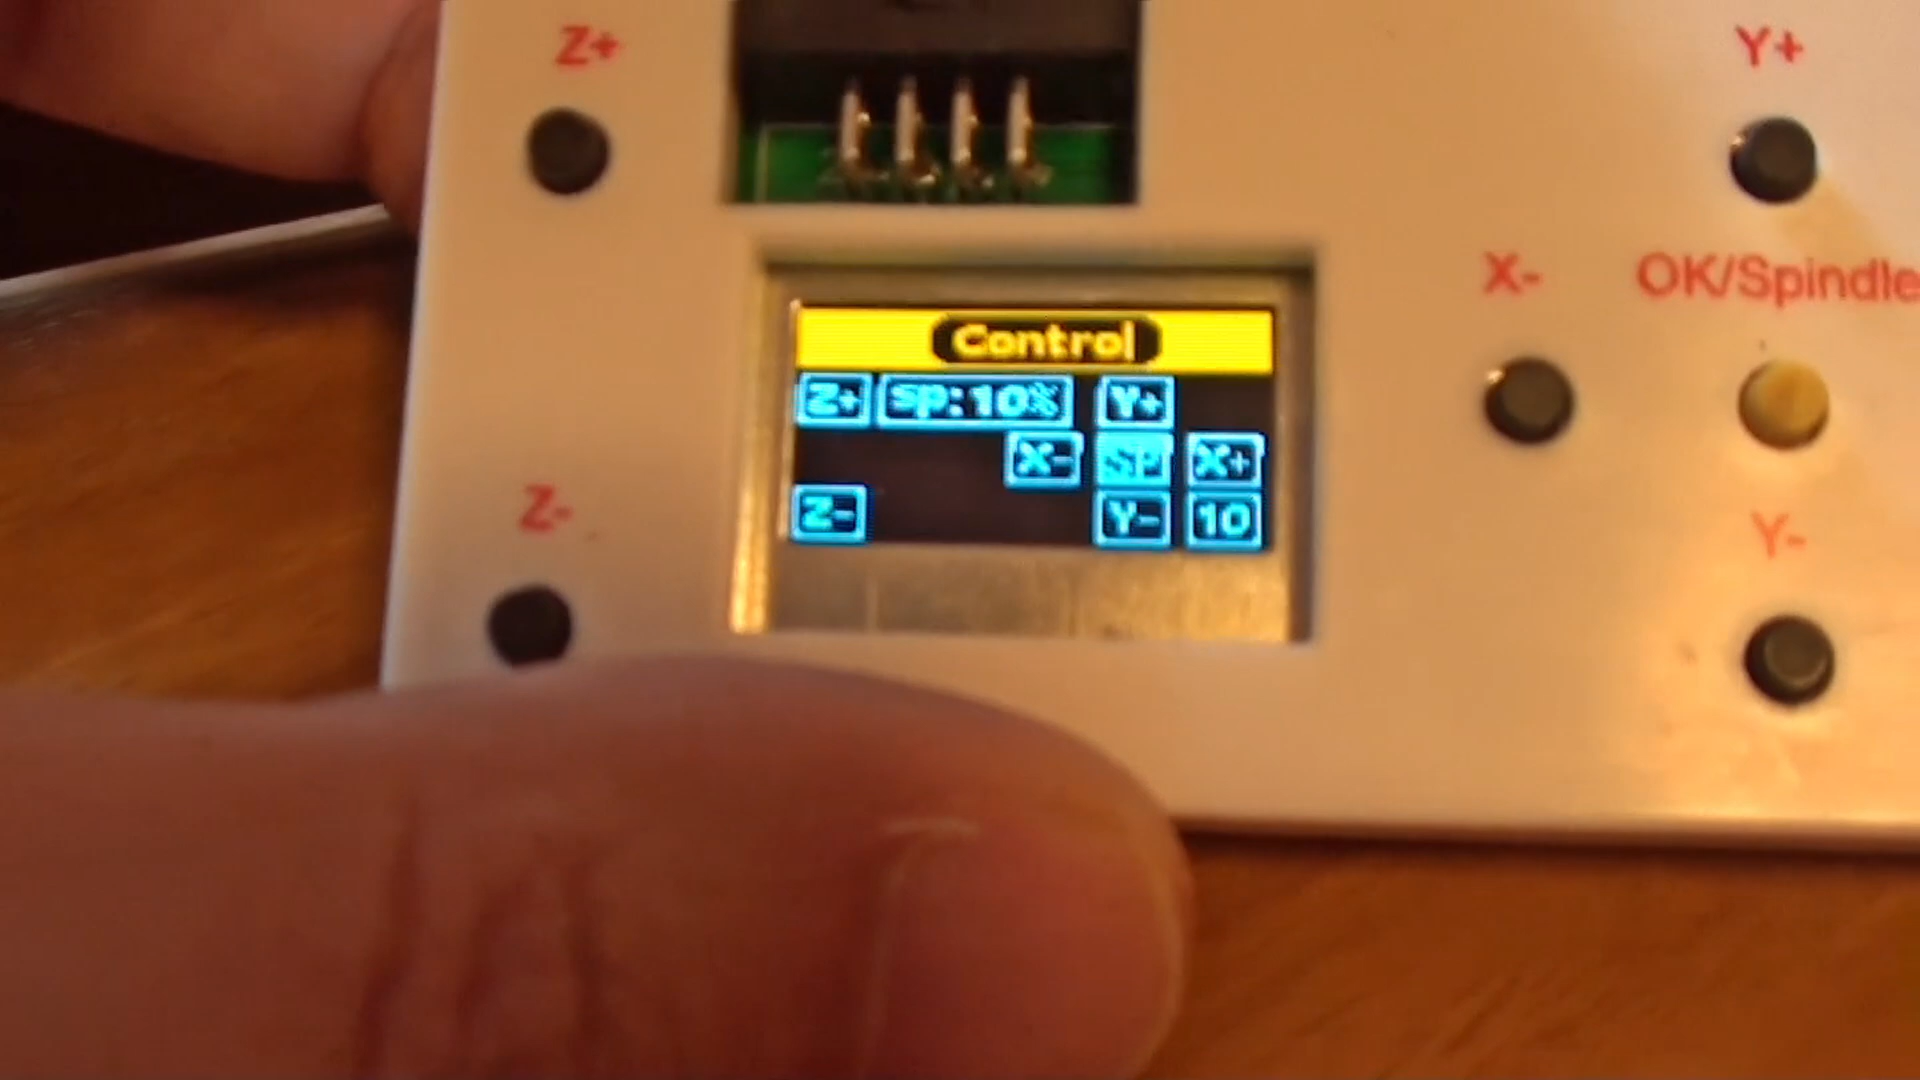 Z+
Y+
X- OK/Spindle
Control
Z+ SP:10% Y+
X- SP X+
Z- Y- 10
Z-
Y-